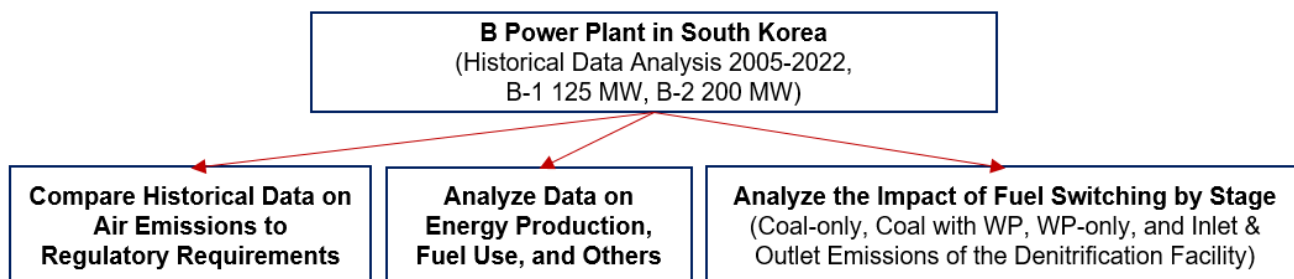 B Power Plant in South Korea
(Historical Data Analysis 2005-2022,
B-1 125 MW, B-2 200 MW)
Compare Historical Data on
Air Emissions to
Regulatory Requirements
Analyze Data on
Energy Production,
Fuel Use, and Others
Analyze the Impact of Fuel Switching by Stage
(Coal-only, Coal with WP, WP-only, and Inlet &
Outlet Emissions of the Denitrification Facility)